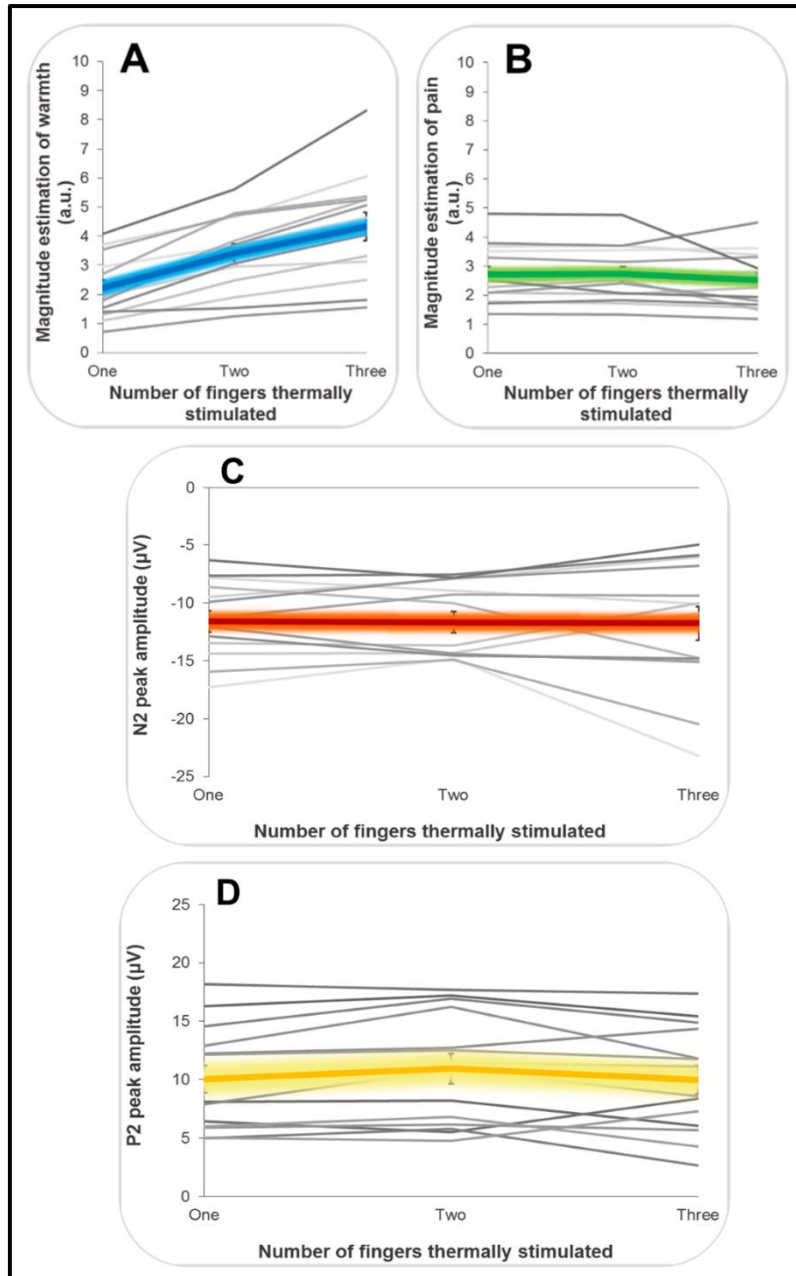 A
Magnitude estimation of warmth
(a.u.)
10
9
8
7
6
5
4
3
2
1
0
One Two Three
Number of fingers thermally
stimulated
B
Magnitude estimation of pain
(a.u.)
10
9
8
7
6
5
4
3
2
1
0
One Two Three
Number of fingers thermally
stimulated
C
N2 peak amplitude (µV)
0
-5
-10
-15
-20
-25
One Two Three
Number of fingers thermally stimulated
D
P2 peak amplitude (µV)
25
20
15
10
5
0
One Two Three
Number of fingers thermally stimulated